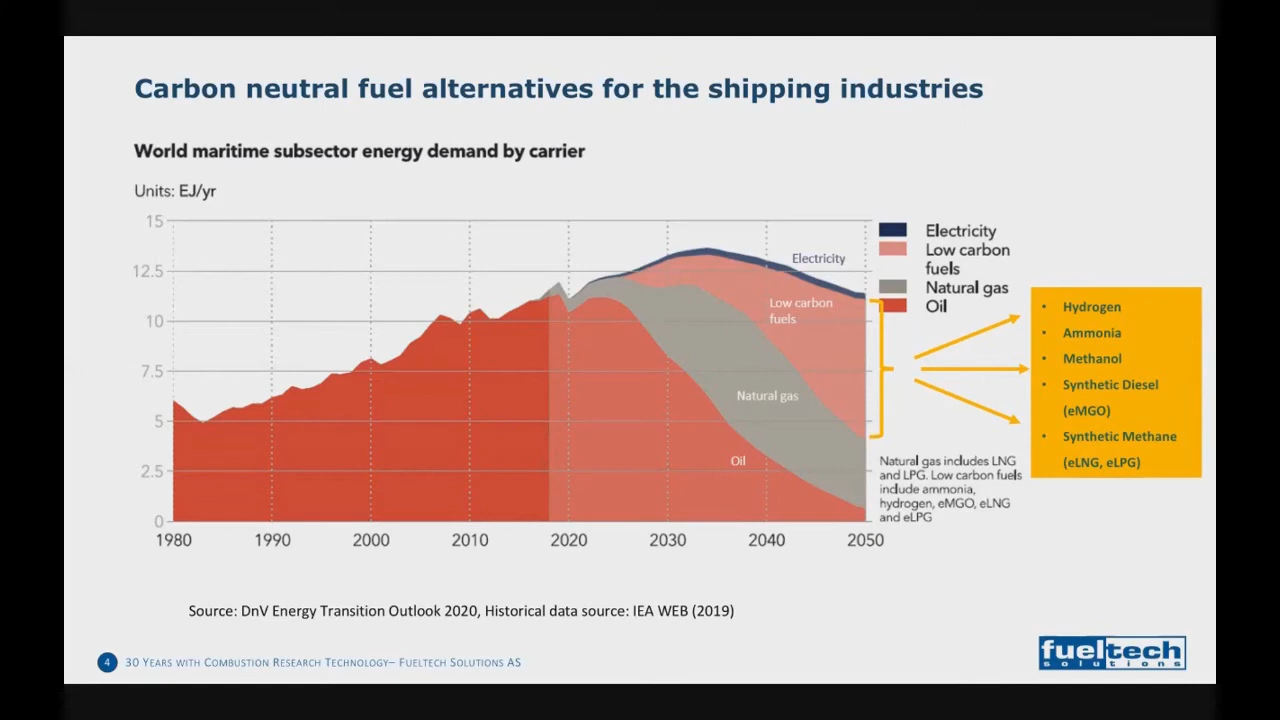 Carbon neutral fuel alternatives for the shipping industries
World maritime subsector energy demand by carrier
Units: EJ/yr
15
12.5
10
7.5
5
2.5
0
1980
1990
2000
2010
2020
2030
2040
2050
Electricity
Low carbon
fuels
Natural gas
Oil
Electricity
Low carbon
fuels
Natural gas
Oil
• Hydrogen
• Ammonia
• Methanol
• Synthetic Diesel
(eMGO)
• Synthetic Methane
(eLNG, eLPG)
Natural gas includes LNG
and LPG. Low carbon fuels
include ammonia,
hydrogen, eMGO, eLNG
and eLPG
Source: DnV Energy Transition Outlook 2020, Historical data source: IEA WEB (2019)
4 30 Years with Combustion Research Technology– Fueltech Solutions AS
fueltech
solutions